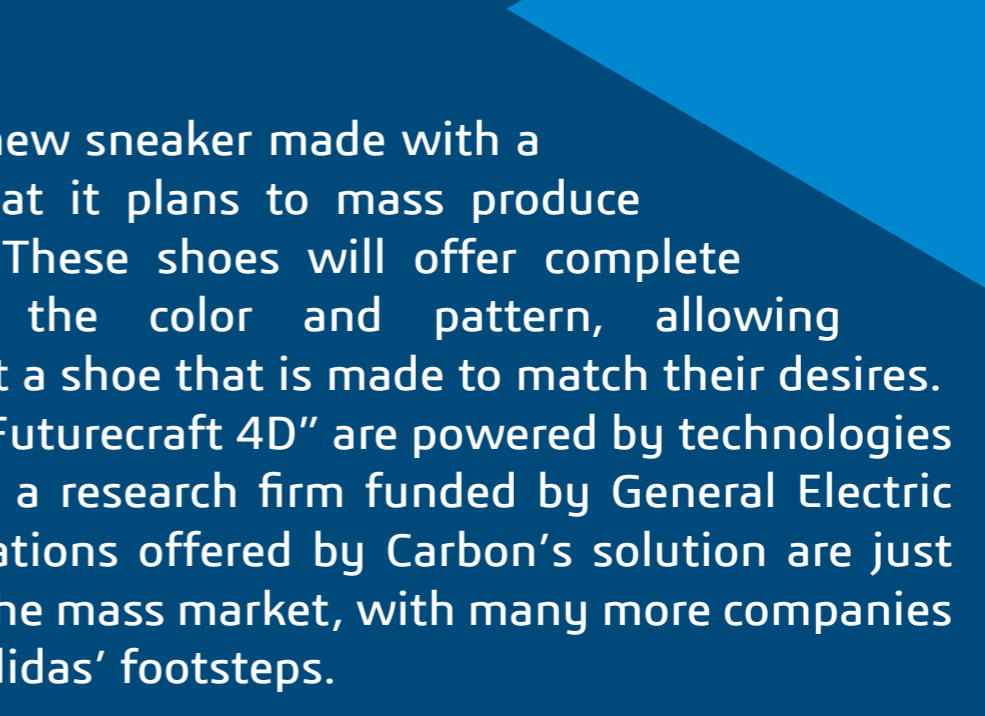 new sneaker made with a
at it plans to mass produce
These shoes will offer complete
the color and pattern, allowing
t a shoe that is made to match their desires.
Futurecraft 4D” are powered by technologies
a research firm funded by General Electric
ations offered by Carbon’s solution are just
he mass market, with many more companies
didas’ footsteps.